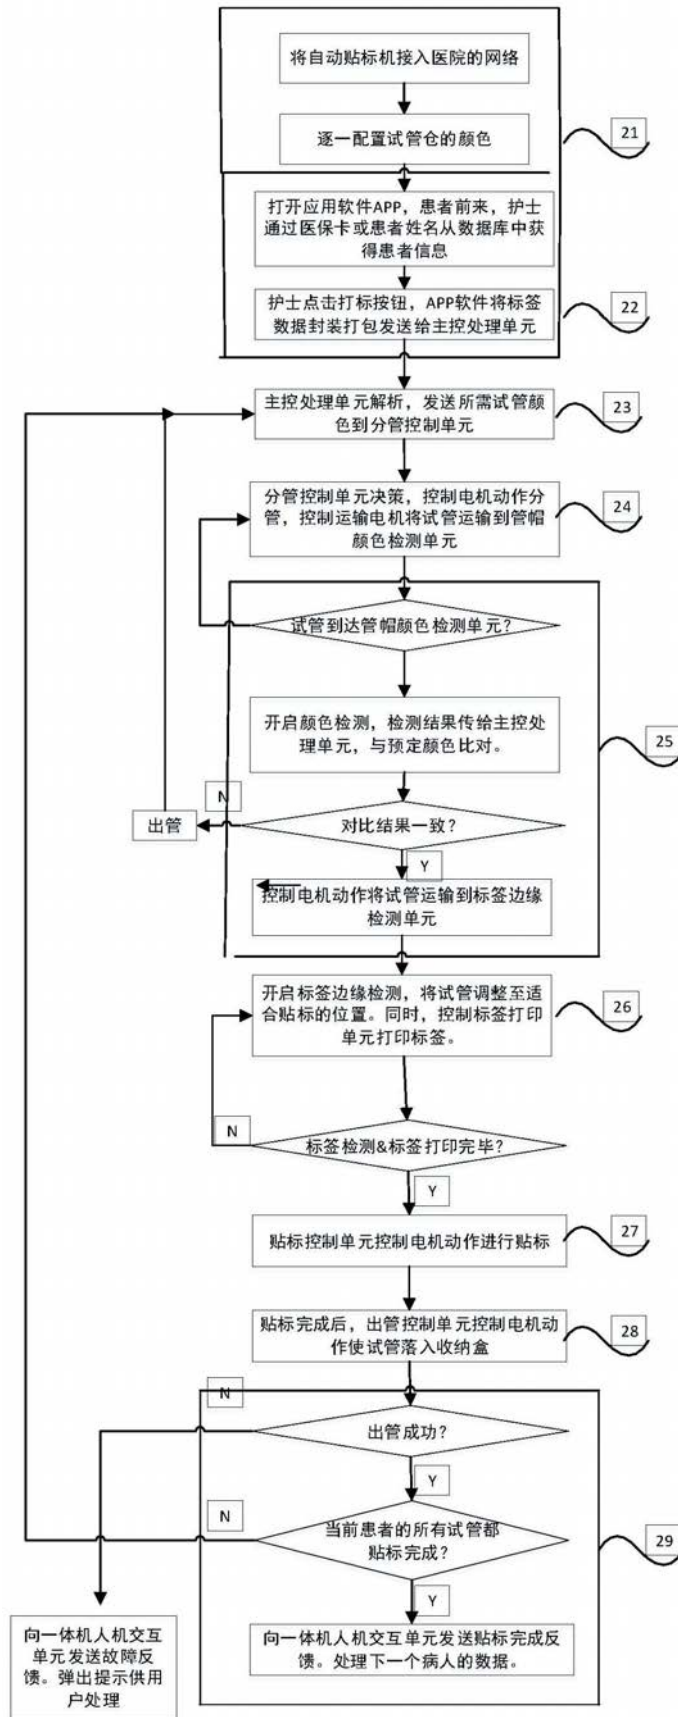 将自动贴标机接入医院的网络
逐一配置试管仓的颜色
21
打开应用软件APP，患者前来，护士
通过医保卡或患者姓名从数据库中获
得患者信息
护士点击打标按钮，APP软件将标签
数据封装打包发送给主控处理单元
22
主控处理单元解析，发送所需试管颜
色到分管控制单元
23
分管控制单元决策，控制电机动作分
管，控制运输电机将试管运输到管帽
颜色检测单元
24
试管到达管帽颜色检测单元？
开启颜色检测，检测结果传给主控处
理单元，与预定颜色比对。
25
N
出管
对比结果一致？
Y
控制电机动作将试管运输到标签边缘
检测单元
开启标签边缘检测，将试管调整至适
合贴标的位置。同时，控制标签打印
单元打印标签。
26
N
标签检测&标签打印完毕？
Y
贴标控制单元控制电机动作进行贴标
27
贴标完成后，出管控制单元控制电机动
作使试管落入收纳盒
28
N
出管成功？
Y
N
当前患者的所有试管都
贴标完成？
29
Y
向一体机人机交互
单元发送故障反
馈。弹出提示供用
户处理
向一体机人机交互单元发送贴标完成反
馈。处理下一个病人的数据。